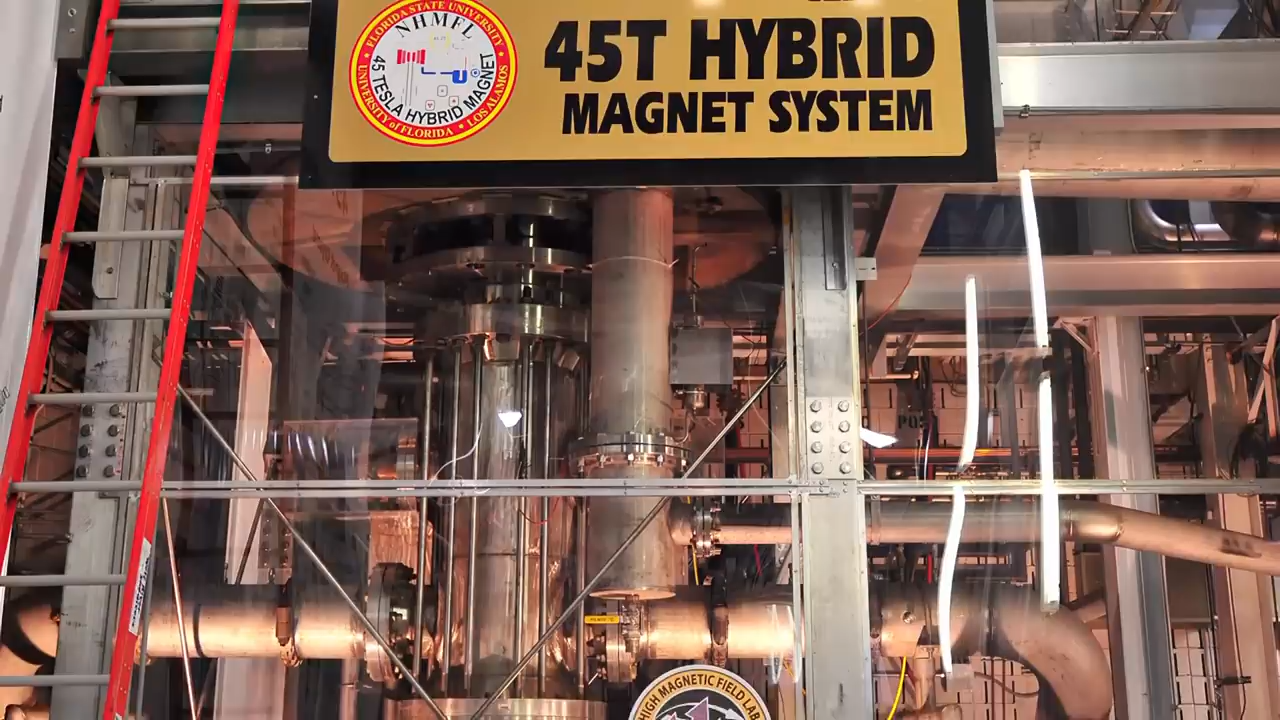 FLORIDA STATE UNIVERSITY
NHMFL
45 TESLA HYBRID MAGNET
UNIVERSITY of FLORIDA • LOS ALAMOS
45T HYBRID
MAGNET SYSTEM
HIGH MAGNETIC FIELD LAB